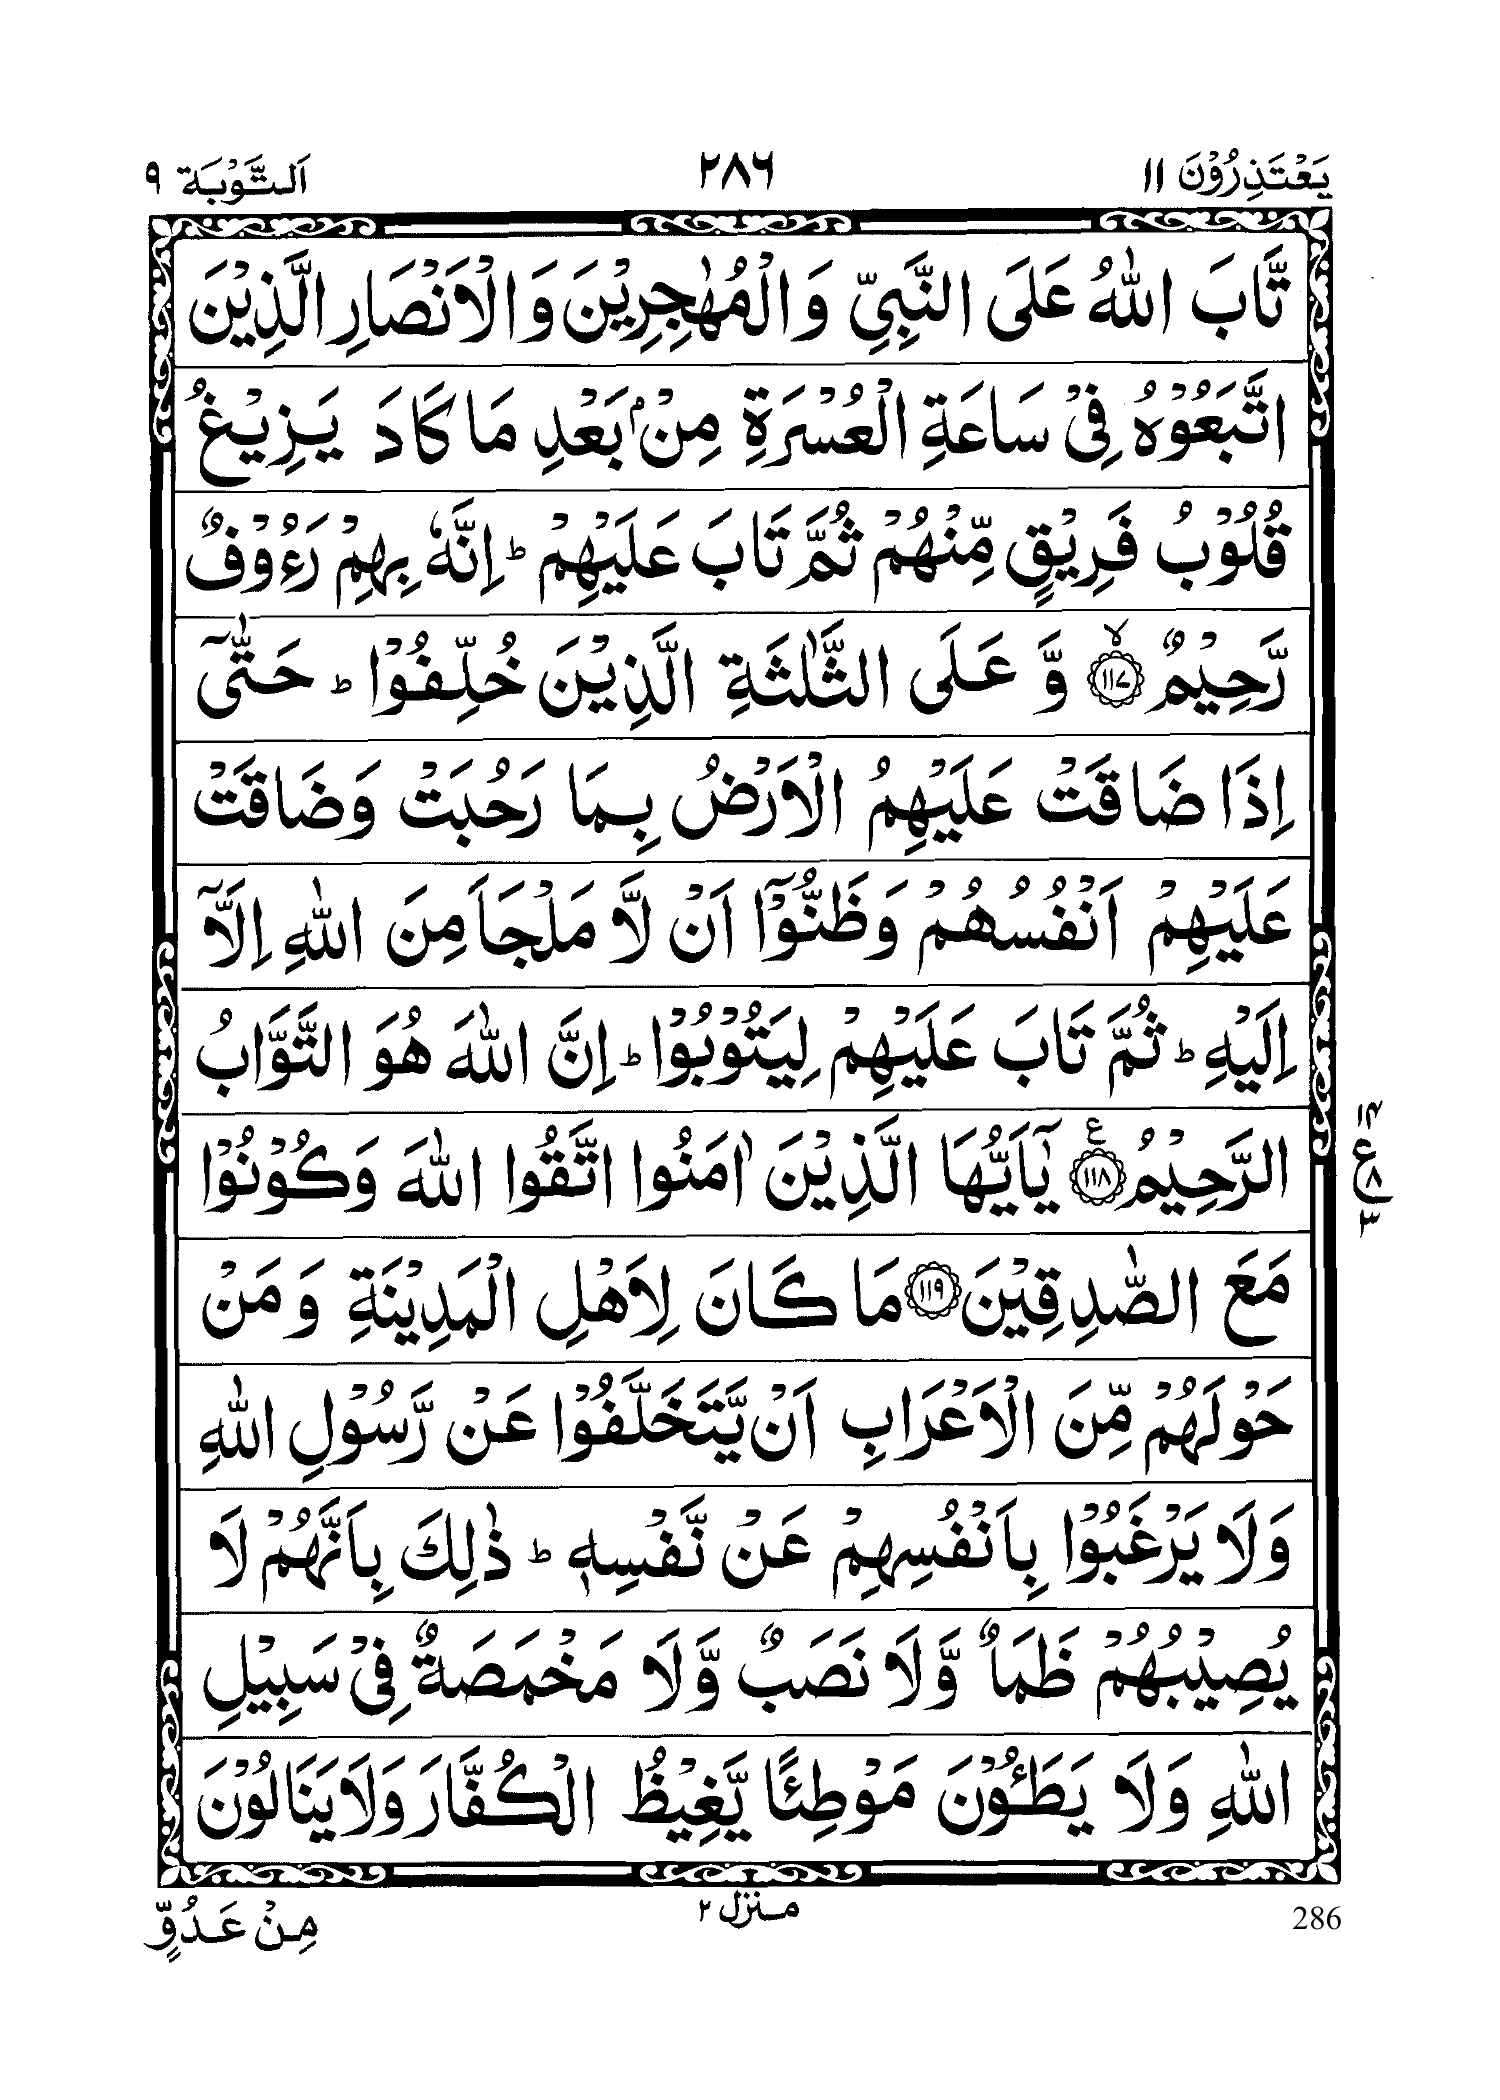 يَعْتَذِرُوْنَ ١١
٢٨٦
اَلتَّوْبَة ٩
تَّابَ اللّٰهُ عَلَى النَّبِيِّ وَالْمُهٰجِرِيْنَ وَالْاَنْصَارِ الَّذِيْنَ
اتَّبَعُوْهُ فِيْ سَاعَةِ الْعُسْرَةِ مِنْۢ بَعْدِ مَا كَادَ يَزِيْغُ
قُلُوْبُ فَرِيْقٍ مِّنْهُمْ ثُمَّ تَابَ عَلَيْهِمْ ؕ اِنَّهٗ بِهِمْ رَءُوْفٌ
رَّحِيْمٌ ۙ﴿١١٧﴾ وَّ عَلَى الثَّلٰثَةِ الَّذِيْنَ خُلِّفُوْا ؕ حَتّٰۤى
اِذَا ضَاقَتْ عَلَيْهِمُ الْاَرْضُ بِمَا رَحُبَتْ وَضَاقَتْ
عَلَيْهِمْ اَنْفُسُهُمْ وَظَنُّوْۤا اَنْ لَّا مَلْجَاَ مِنَ اللّٰهِ اِلَّاۤ
اِلَيْهِ ؕ ثُمَّ تَابَ عَلَيْهِمْ لِيَتُوْبُوْا ؕ اِنَّ اللّٰهَ هُوَ التَّوَّابُ
الرَّحِيْمُ ﴿١١٨﴾ ع يٰۤاَيُّهَا الَّذِيْنَ اٰمَنُوا اتَّقُوا اللّٰهَ وَكُوْنُوْا
١٤
ع ٨
٣
مَعَ الصّٰدِقِيْنَ ﴿١١٩﴾ مَا كَانَ لِاَهْلِ الْمَدِيْنَةِ وَمَنْ
حَوْلَهُمْ مِّنَ الْاَعْرَابِ اَنْ يَّتَخَلَّفُوْا عَنْ رَّسُوْلِ اللّٰهِ
وَلَا يَرْغَبُوْا بِاَنْفُسِهِمْ عَنْ نَّفْسِهٖ ؕ ذٰلِكَ بِاَنَّهُمْ لَا
يُصِيْبُهُمْ ظَمَاٌ وَّلَا نَصَبٌ وَّلَا مَخْمَصَةٌ فِيْ سَبِيْلِ
اللّٰهِ وَلَا يَطَـُٔوْنَ مَوْطِئًا يَّغِيْظُ الْكُفَّارَ وَلَا يَنَالُوْنَ
مِنْ عَدُوٍّ
منزل ٢
286